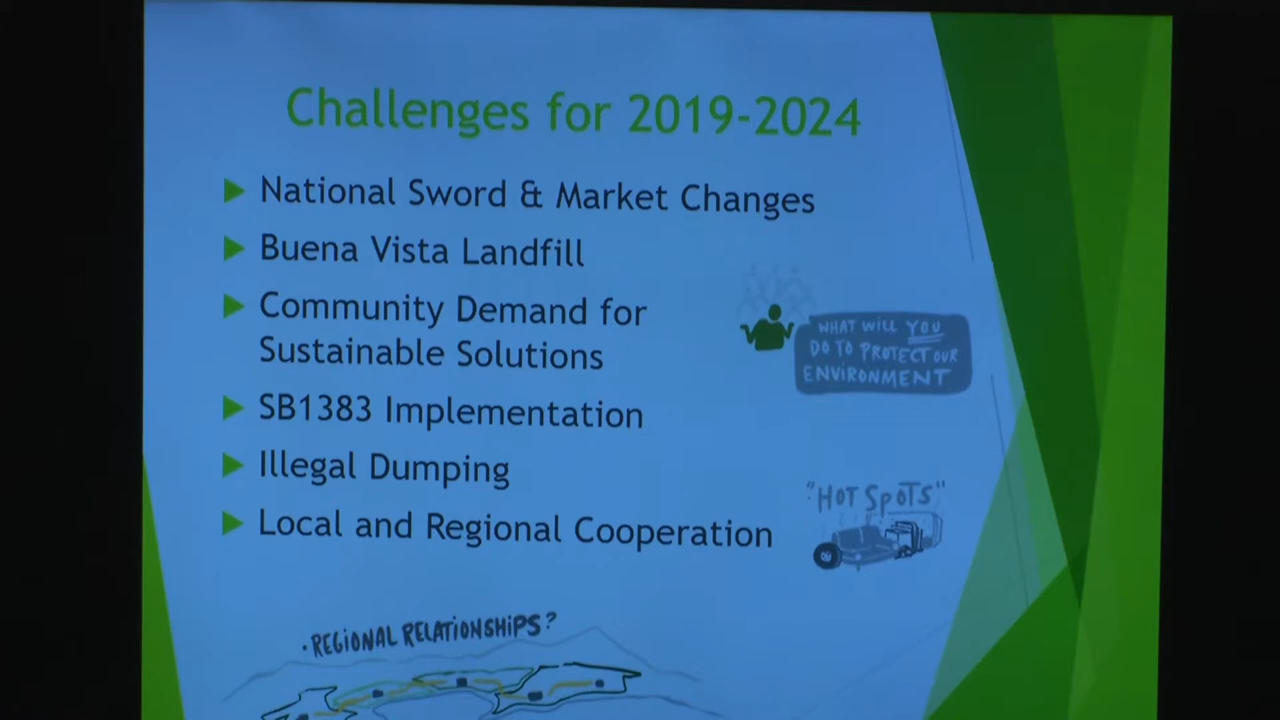 Challenges for 2019-2024
National Sword & Market Changes
Buena Vista Landfill
Community Demand for
Sustainable Solutions
WHAT WILL YOU
DO TO PROTECT OUR
ENVIRONMENT
SB1383 Implementation
Illegal Dumping
"HOT SPOTS"
Local and Regional Cooperation
• REGIONAL RELATIONSHIPS?